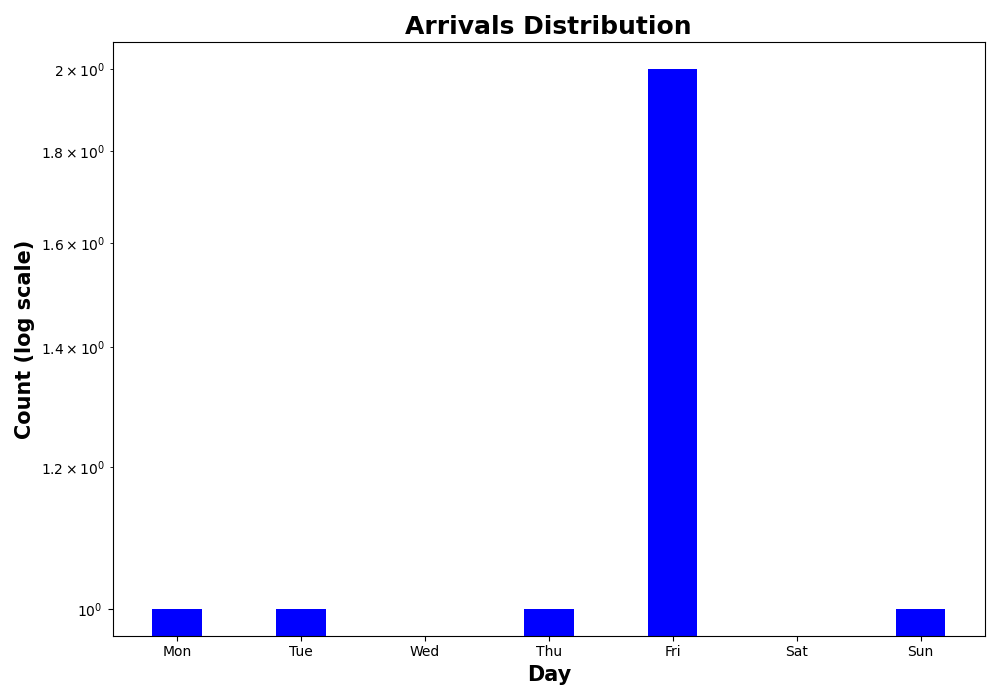 Arrivals Distribution
Count (log scale)
2 × 10⁰
1.8 × 10⁰
1.6 × 10⁰
1.4 × 10⁰
1.2 × 10⁰
10⁰
Mon Tue Wed Thu Fri Sat Sun
Day